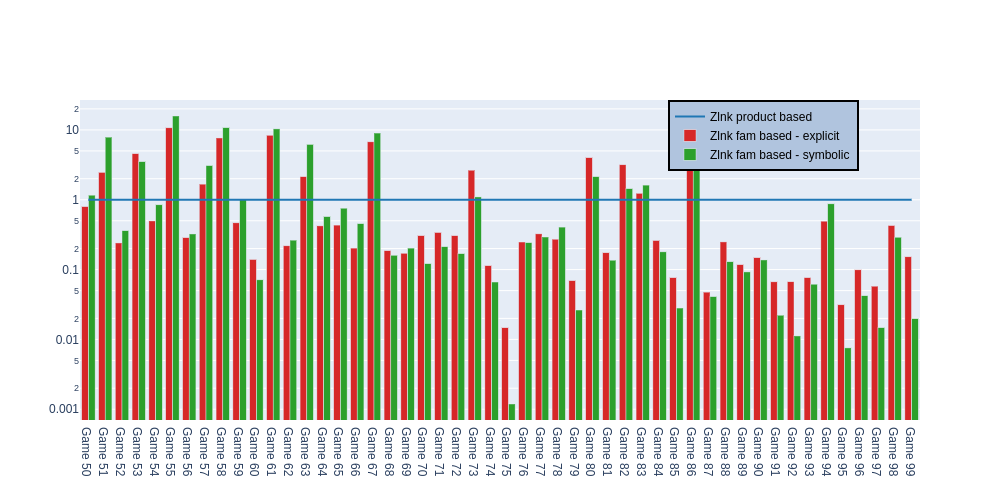 2
10
5
2
1
5
2
0.1
5
2
0.01
5
2
0.001
Zlnk product based
Zlnk fam based - explicit
Zlnk fam based - symbolic
Game 50
Game 51
Game 52
Game 53
Game 54
Game 55
Game 56
Game 57
Game 58
Game 59
Game 60
Game 61
Game 62
Game 63
Game 64
Game 65
Game 66
Game 67
Game 68
Game 69
Game 70
Game 71
Game 72
Game 73
Game 74
Game 75
Game 76
Game 77
Game 78
Game 79
Game 80
Game 81
Game 82
Game 83
Game 84
Game 85
Game 86
Game 87
Game 88
Game 89
Game 90
Game 91
Game 92
Game 93
Game 94
Game 95
Game 96
Game 97
Game 98
Game 99